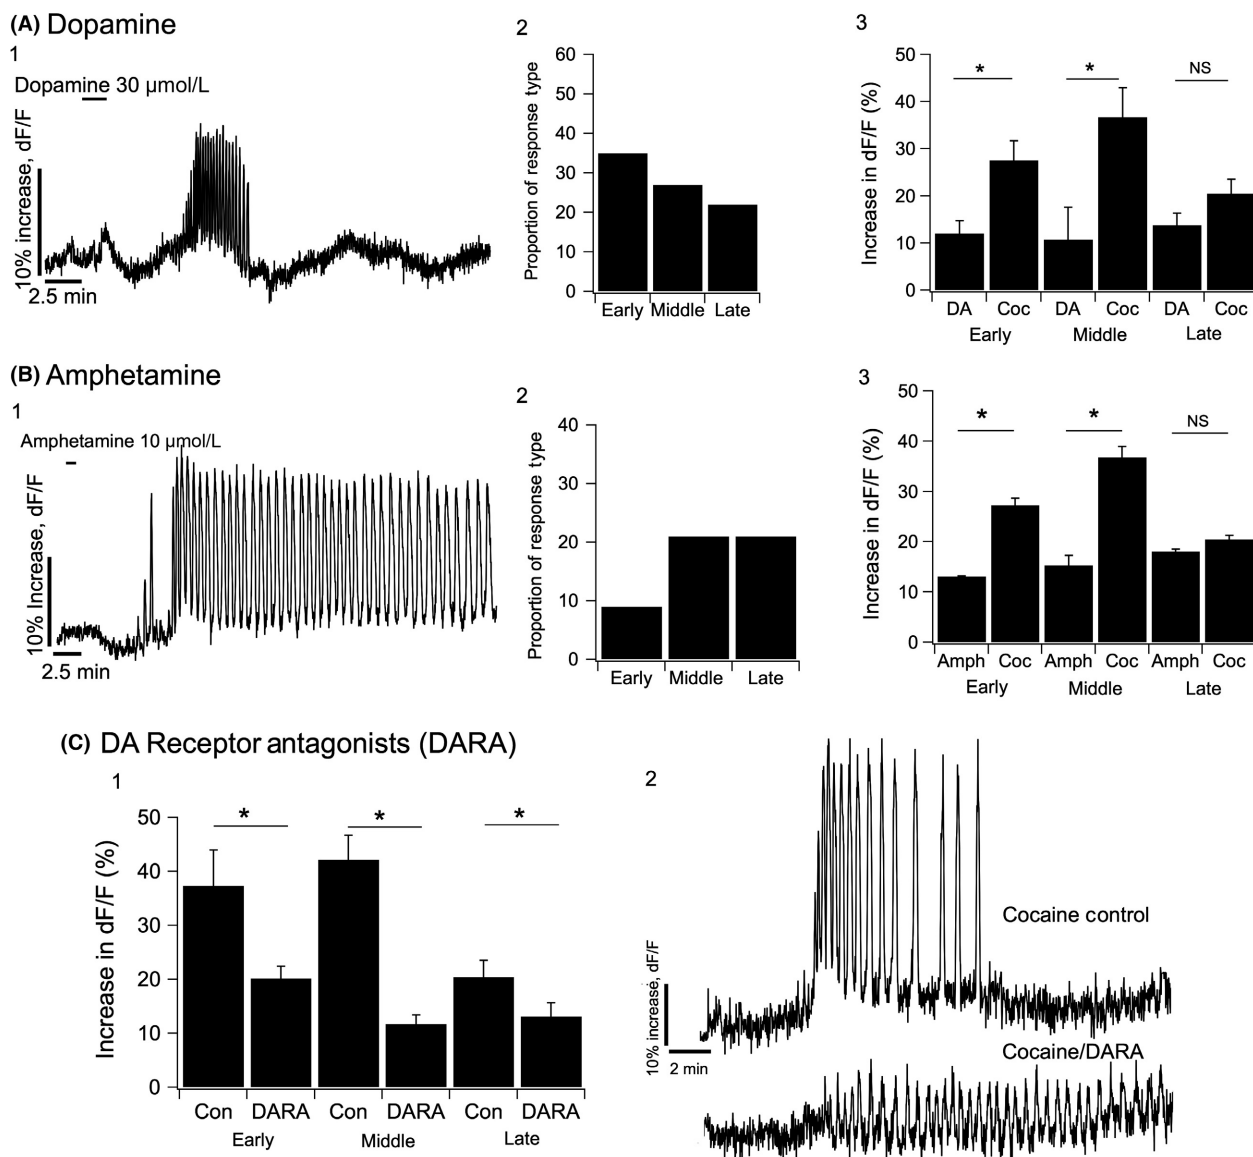 (A) Dopamine
1
Dopamine 30 µmol/L
10% increase, dF/F
2.5 min
2
Proportion of response type
60
50
40
30
20
10
0
Early Middle Late
3
Increase in dF/F (%)
50
40
30
20
10
0
* * NS
DA Coc DA Coc DA Coc
Early Middle Late
(B) Amphetamine
1
Amphetamine 10 µmol/L
10% Increase, dF/F
2.5 min
2
Proportion of response type
40
30
20
10
0
Early Middle Late
3
Increase in dF/F (%)
50
40
30
20
10
0
* * NS
Amph Coc Amph Coc Amph Coc
Early Middle Late
(C) DA Receptor antagonists (DARA)
1
Increase in dF/F (%)
50
40
30
20
10
0
* * *
Con DARA Con DARA Con DARA
Early Middle Late
2
Cocaine control
10% increase, dF/F
2 min
Cocaine/DARA